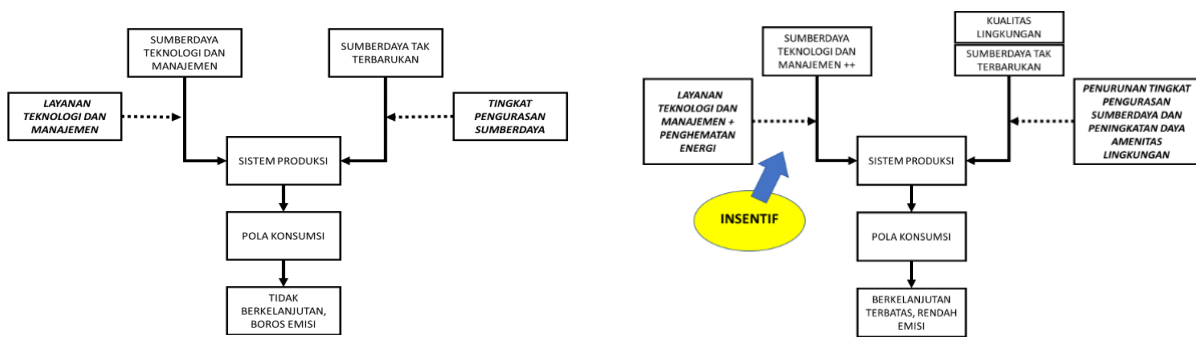 SUMBERDAYA
TEKNOLOGI DAN
MANAJEMEN
SUMBERDAYA TAK
TERBARUKAN
LAYANAN
TEKNOLOGI DAN
MANAJEMEN
TINGKAT
PENGURASAN
SUMBERDAYA
SISTEM PRODUKSI
POLA KONSUMSI
TIDAK
BERKELANJUTAN,
BOROS EMISI
SUMBERDAYA
TEKNOLOGI DAN
MANAJEMEN ++
KUALITAS
LINGKUNGAN
SUMBERDAYA TAK
TERBARUKAN
LAYANAN
TEKNOLOGI DAN
MANAJEMEN +
PENGHEMATAN
ENERGI
PENURUNAN TINGKAT
PENGURASAN
SUMBERDAYA DAN
PENINGKATAN DAYA
AMENITAS
LINGKUNGAN
SISTEM PRODUKSI
INSENTIF
POLA KONSUMSI
BERKELANJUTAN
TERBATAS, RENDAH
EMISI